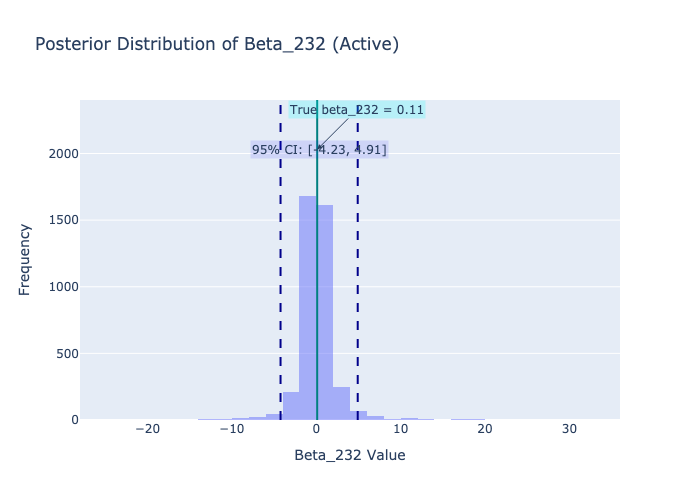 Posterior Distribution of Beta_232 (Active)
True beta_232 = 0.11
95% CI: [-4.23, 4.91]
2000
1500
1000
500
0
Frequency
−20
−10
0
10
20
30
Beta_232 Value